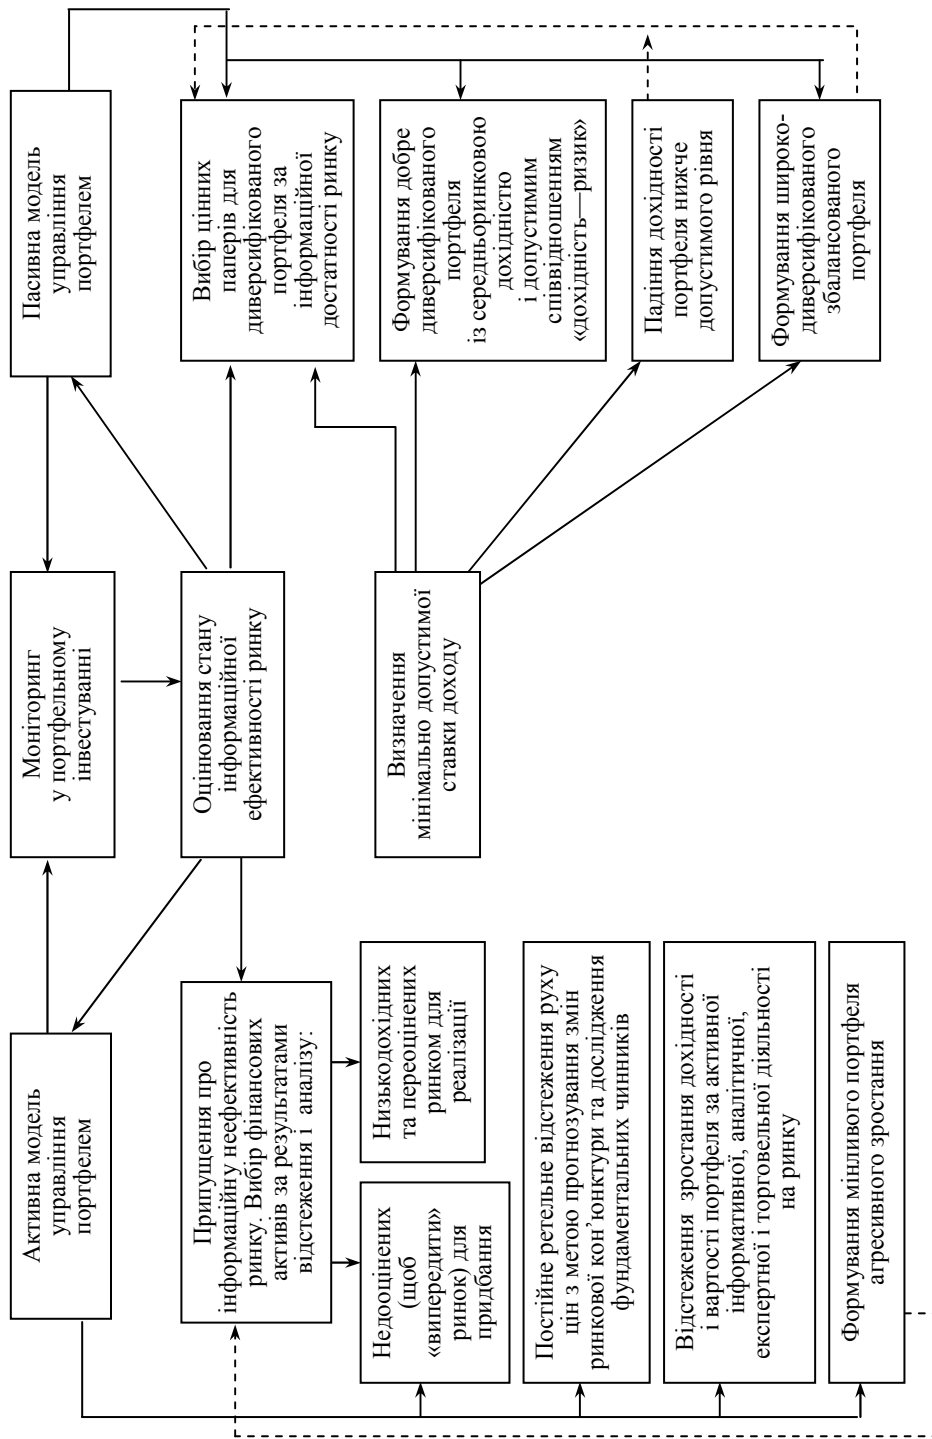 Активна модель
управління
портфелем
Моніторинг
у портфельному
інвестуванні
Пасивна модель
управління
портфелем
Припущення про
інформаційну неефективність
ринку. Вибір фінансових
активів за результатами
відстеження і аналізу:
Оцінювання стану
інформаційної
ефективності ринку
Вибір цінних
паперів для
диверсифікованого
портфеля за
інформаційної
достатності ринку
Недооцінених
(щоб
«випередити»
ринок) для
придбання
Низькодохідних
та переоцінених
ринком для
реалізації
Визначення
мінімально допустимої
ставки доходу
Формування добре
диверсифікованого
портфеля
із середньоринковою
дохідністю
і допустимим
співвідношенням
«дохідність—ризик»
Постійне ретельне відстеження руху
цін з метою прогнозування змін
ринкової кон’юнктури та дослідження
фундаментальних чинників
Падіння дохідності
портфеля нижче
допустимого рівня
Відстеження зростання дохідності
і вартості портфеля за активної
інформативної, аналітичної,
експертної і торговельної діяльності
на ринку
Формування широко-
диверсифікованого
збалансованого
портфеля
Формування мінливого портфеля
агресивного зростання